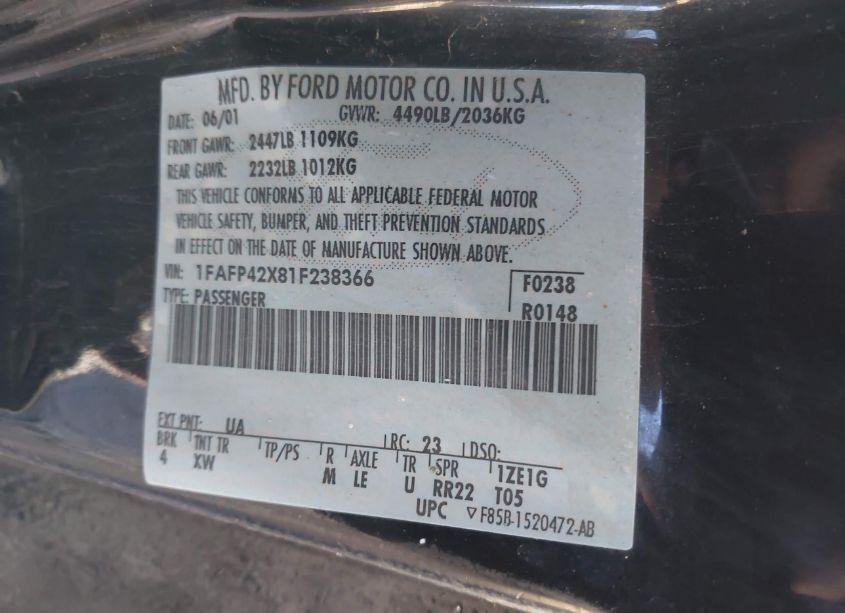 MFD. BY FORD MOTOR CO. IN U.S.A.
DATE: 06/01 GVWR: 4490LB/2036KG
FRONT GAWR: 2447LB 1109KG
REAR GAWR: 2232LB 1012KG
THIS VEHICLE CONFORMS TO ALL APPLICABLE FEDERAL MOTOR
VEHICLE SAFETY, BUMPER, AND THEFT PREVENTION STANDARDS
IN EFFECT ON THE DATE OF MANUFACTURE SHOWN ABOVE.
VIN: 1FAFP42X81F238366 F0238
TYPE: PASSENGER R0148
EXT PNT: UA RC: 23 DSO:
BRK INT TR TP/PS R AXLE TR SPR 1ZE1G
4 XW M LE U RR22 T05
UPC ▽F85B-1520472-AB